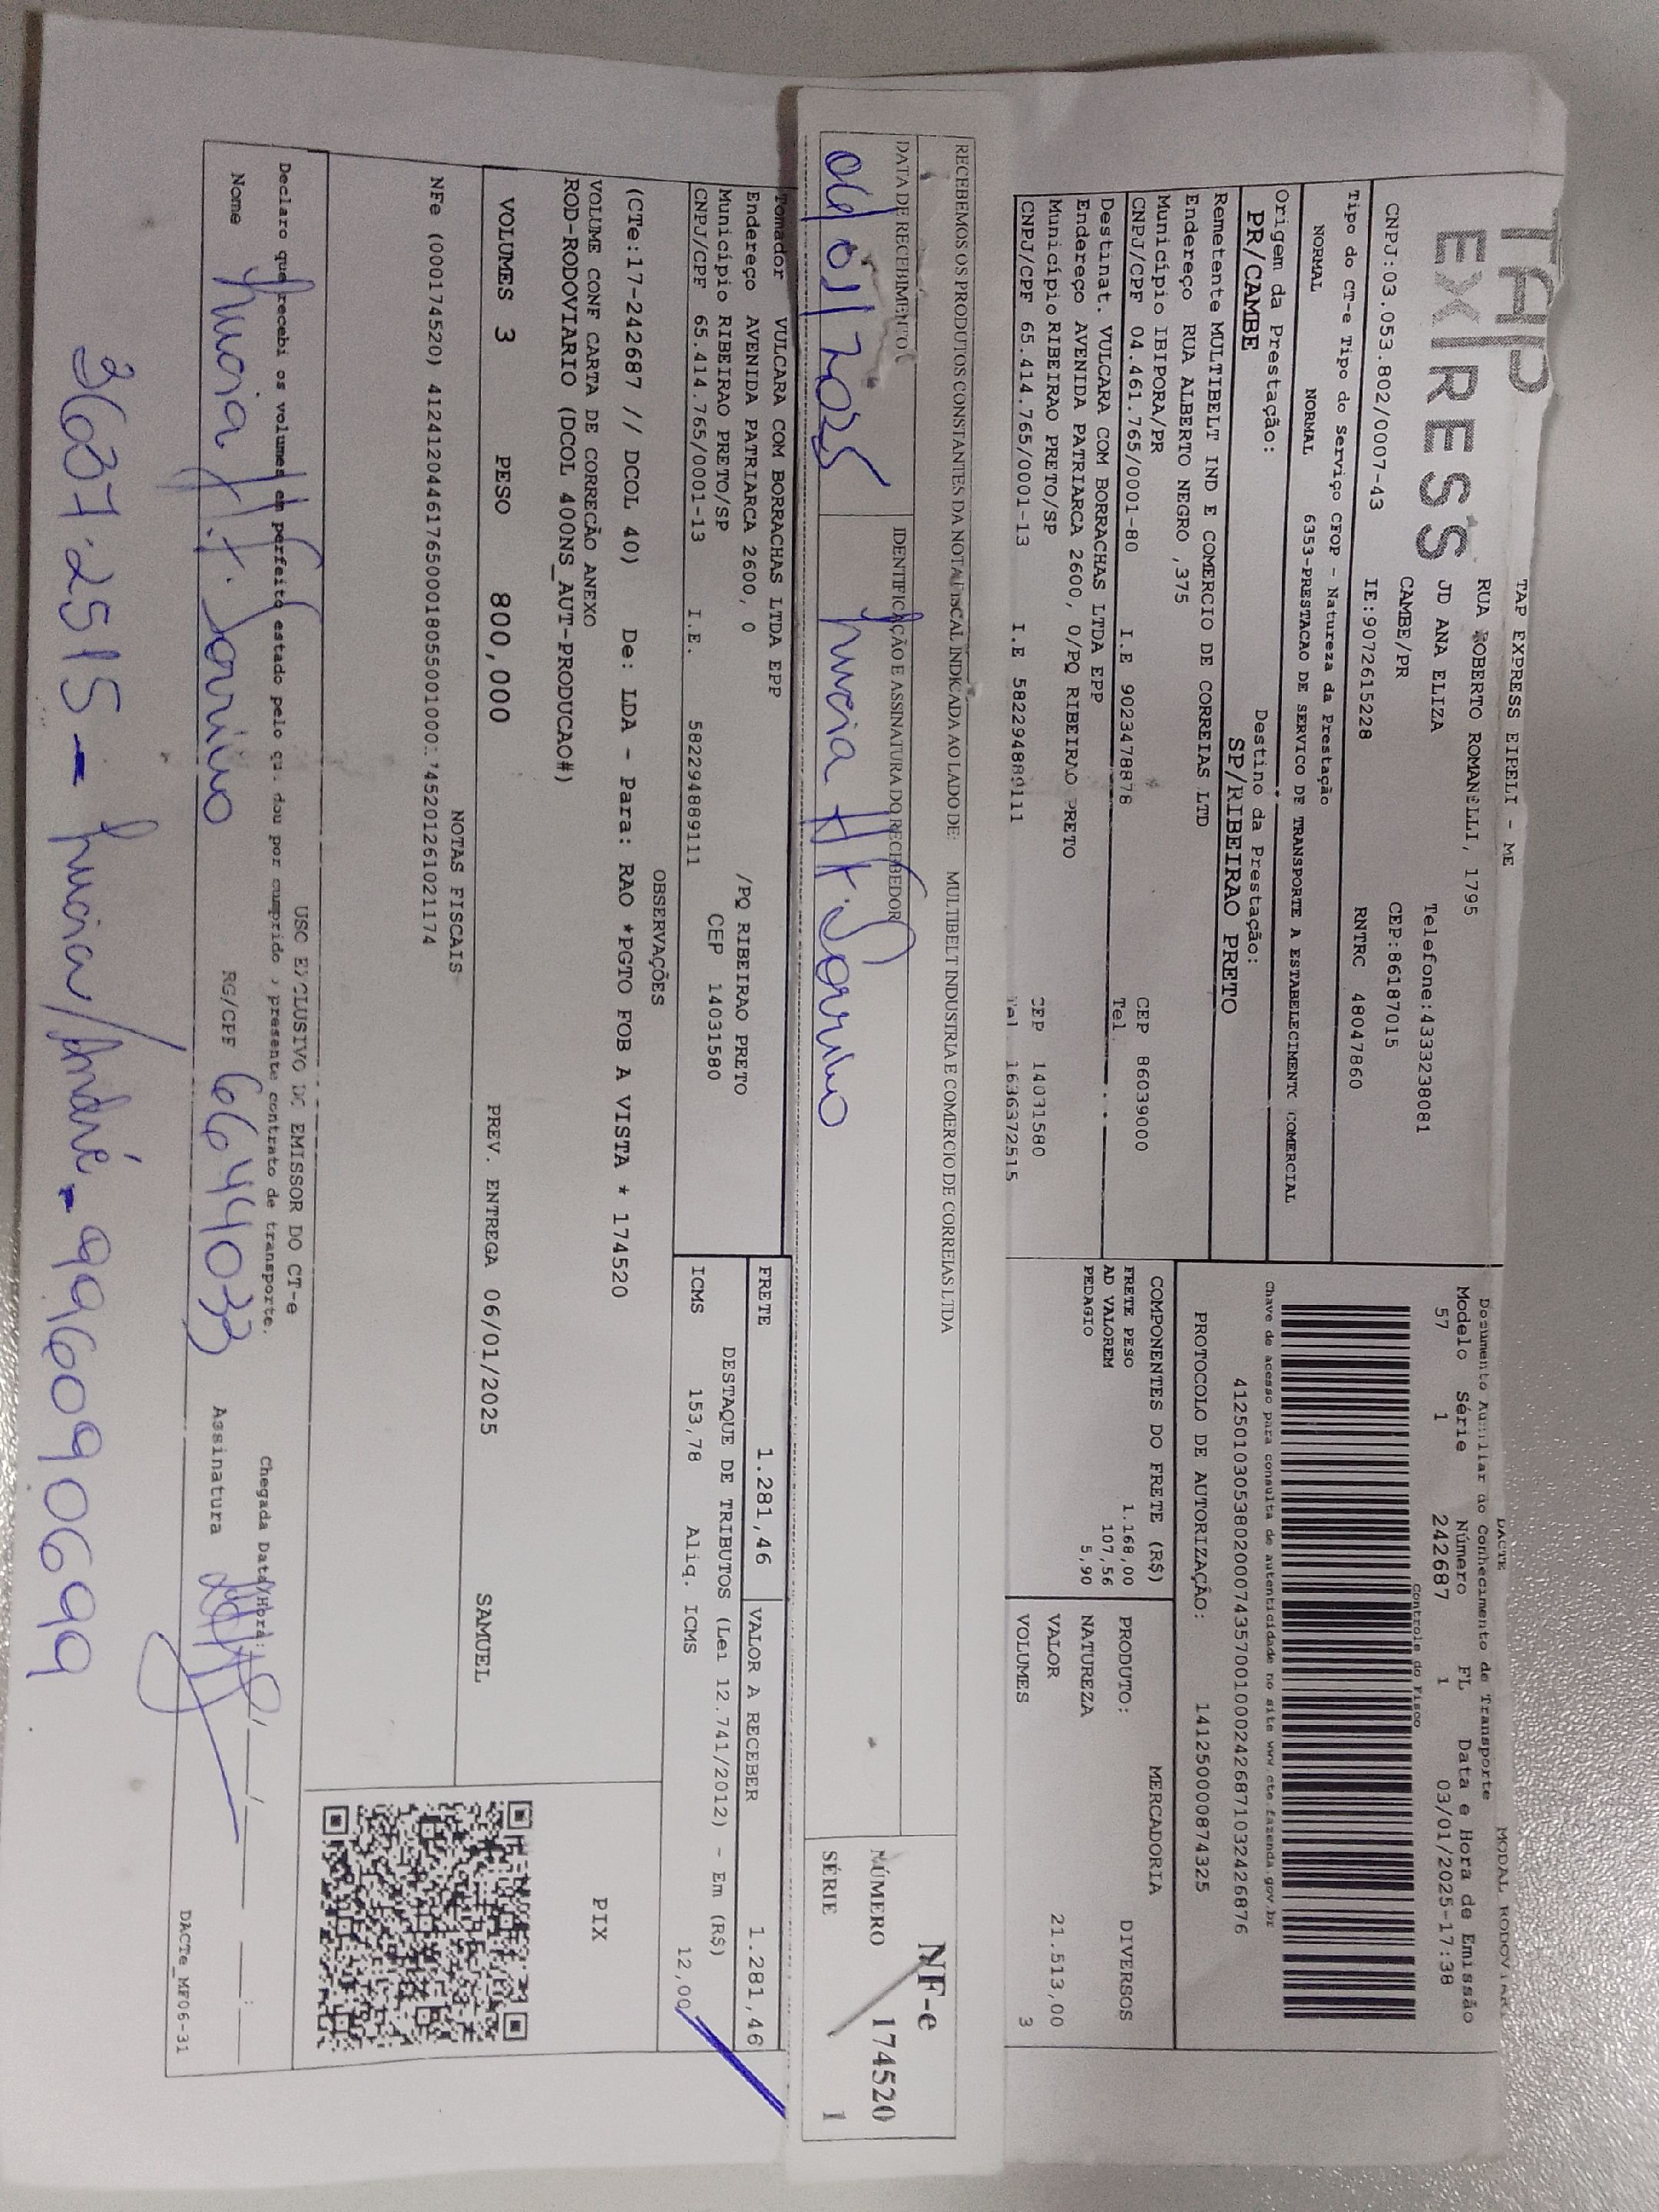 TAP
EXPRESS
TAP EXPRESS EIPELI - ME
RUA ROBERTO ROMANELLI, 1795
JD ANA ELIZA
Telefone:4333238081
CAMBE/PR
CEP:86187015
CNPJ:03.053.802/0007-43
IE:9072615228
RNTRC 48047860
DACTE
MODAL RODOVIAR
Documento Auxiliar do Conhecimento de Transporte
Modelo Série Número FL Data e Hora de Emissão
57 1 242687 1 03/01/2025-17:38
Controle do Fisco
Chave de acesso para consulta de autenticidade no site www.cte.fazenda.gov.br
41250103053802000743570010002426871032426876
PROTOCOLO DE AUTORIZAÇÃO: 141250000874325
Tipo do CT-e Tipo do Serviço CFOP - Natureza da Prestação
NORMAL NORMAL 6353-PRESTACAO DE SERVICO DE TRANSPORTE A ESTABELECIMENTO COMERCIAL
Origem da Prestação: Destino da Prestação:
PR/CAMBE SP/RIBEIRAO PRETO
Remetente MULTIBELT IND E COMERCIO DE CORREIAS LTD
Endereço RUA ALBERTO NEGRO ,375
Município IBIPORA/PR CEP 86039000
CNPJ/CPF 04.461.765/0001-80 I.E 9023478878 Tel
Destinat. VULCARA COM BORRACHAS LTDA EPP
Endereço AVENIDA PATRIARCA 2600, 0/PQ RIBEIRAO PRETO
Município RIBEIRAO PRETO/SP CEP 14031580
CNPJ/CPF 65.414.765/0001-13 I.E 582294889111 Tel 1636372515
COMPONENTES DO FRETE (R$)
FRETE PESO 1.168,00
AD VALOREM 107,56
PEDAGIO 5,90
MERCADORIA
PRODUTO: DIVERSOS
NATUREZA
VALOR 21.513,00
VOLUMES 3
RECEBEMOS OS PRODUTOS CONSTANTES DA NOTA FISCAL INDICADA AO LADO DE: MULTIBELT INDUSTRIA E COMERCIO DE CORREIAS LTDA
DATA DE RECEBIMENTO IDENTIFICAÇÃO E ASSINATURA DO RECEBEDOR
NF-e
NÚMERO 174520
SÉRIE 1
Tomador VULCARA COM BORRACHAS LTDA EPP
Endereço AVENIDA PATRIARCA 2600, 0 /PQ RIBEIRAO PRETO
Município RIBEIRAO PRETO/SP CEP 14031580
CNPJ/CPF 65.414.765/0001-13 I.E. 582294889111
FRETE 1.281,46 VALOR A RECEBER 1.281,46
DESTAQUE DE TRIBUTOS (Lei 12.741/2012) - Em (R$)
ICMS 153,78 Aliq. ICMS 12,00
OBSERVAÇÕES
(CTe:17-242687 // DCOL 40) De: LDA - Para: RAO *PGTO FOB A VISTA * 174520
VOLUME CONF CARTA DE CORREÇÃO ANEXO
ROD-RODOVIARIO (DCOL 400NS_AUT-PRODUCAO#)
PIX
VOLUMES 3 PESO 800,000 PREV. ENTREGA 06/01/2025 SAMUEL
NOTAS FISCAIS
NFe (000174520)
USO EXCLUSIVO DO EMISSOR DO CT-e
Declaro que recebi os volumes em perfeito estado pelo que dou por cumprido o presente contrato de transporte.
Chegada Data/Hora:
Nome Lucia RG/CPF 66444033 Assinatura
DACTe_MF06-31
3637.2515 - Lucia/André - 996090699